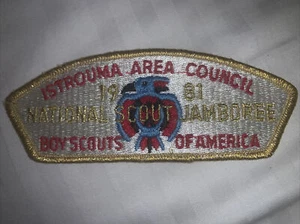 ISTROUMA AREA COUNCIL
19 81
NATIONAL SCOUT JAMBOREE
BOY SCOUTS OF AMERICA